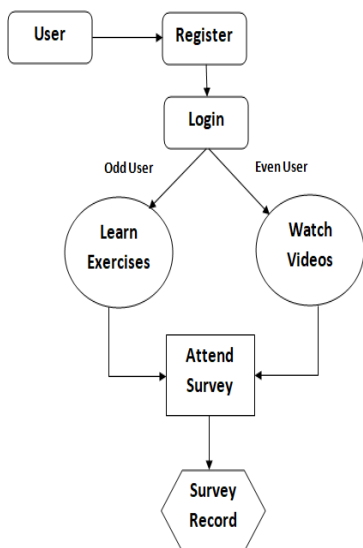 User
Register
Login
Odd User
Even User
Learn
Exercises
Watch
Videos
Attend
Survey
Survey
Record